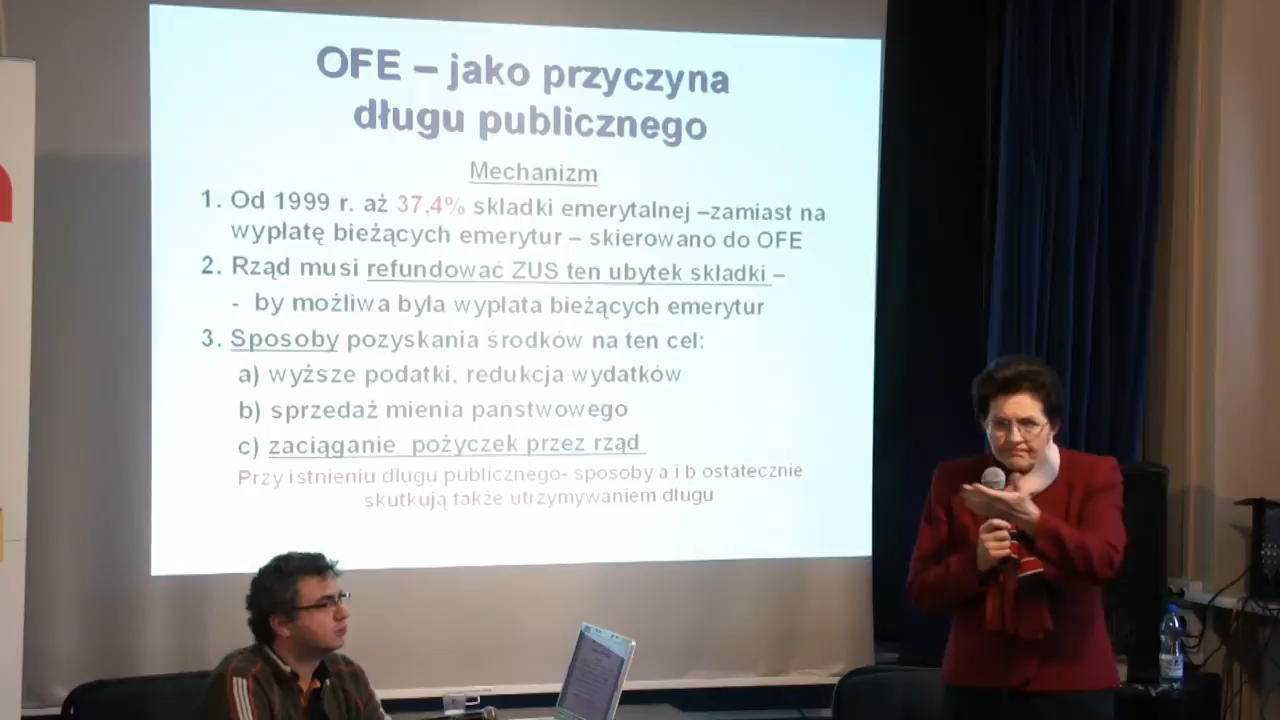 OFE – jako przyczyna
długu publicznego
Mechanizm
1. Od 1999 r. aż 37,4% składki emerytalnej –zamiast na
wypłatę bieżących emerytur – skierowano do OFE
2. Rząd musi refundować ZUS ten ubytek składki –
- by możliwa była wypłata bieżących emerytur
3. Sposoby pozyskania środków na ten cel:
a) wyższe podatki, redukcja wydatków
b) sprzedaż mienia państwowego
c) zaciąganie pożyczek przez rząd
Przy istnieniu długu publicznego- sposoby a i b ostatecznie
skutkują także utrzymywaniem długu